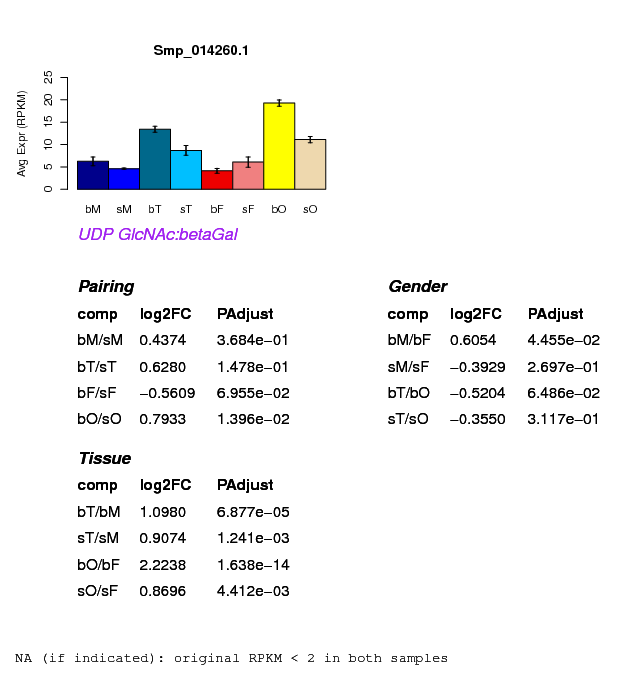 Smp_014260.1
Avg Expr (RPKM)
0 5 10 15 20 25
bM sM bT sT bF sF bO sO
UDP GlcNAc:betaGal
Pairing
comp log2FC PAdjust
bM/sM 0.4374 3.684e−01
bT/sT 0.6280 1.478e−01
bF/sF −0.5609 6.955e−02
bO/sO 0.7933 1.396e−02
Gender
comp log2FC PAdjust
bM/bF 0.6054 4.455e−02
sM/sF −0.3929 2.697e−01
bT/bO −0.5204 6.486e−02
sT/sO −0.3550 3.117e−01
Tissue
comp log2FC PAdjust
bT/bM 1.0980 6.877e−05
sT/sM 0.9074 1.241e−03
bO/bF 2.2238 1.638e−14
sO/sF 0.8696 4.412e−03
NA (if indicated): original RPKM < 2 in both samples